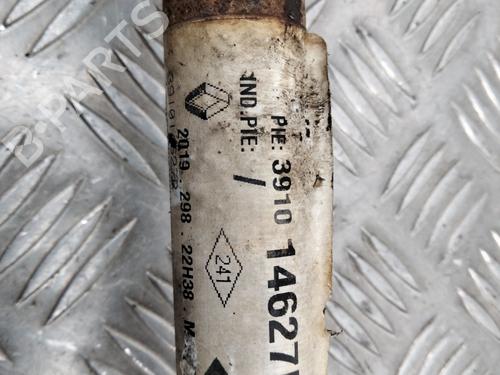 IND.PIE: /
PIE: 3910 14627
2019 298 . 22H38 . M
241
B-PARTS